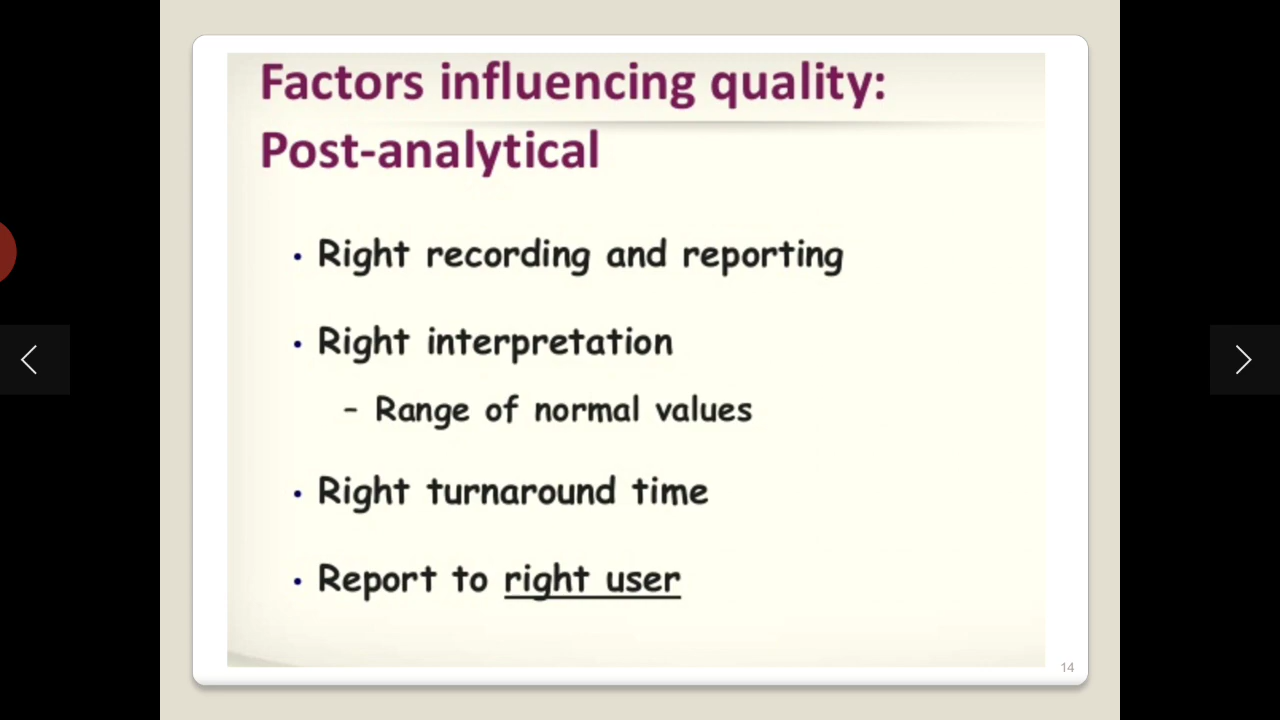 Factors influencing quality:
Post-analytical
• Right recording and reporting
• Right interpretation
– Range of normal values
• Right turnaround time
• Report to right user
14